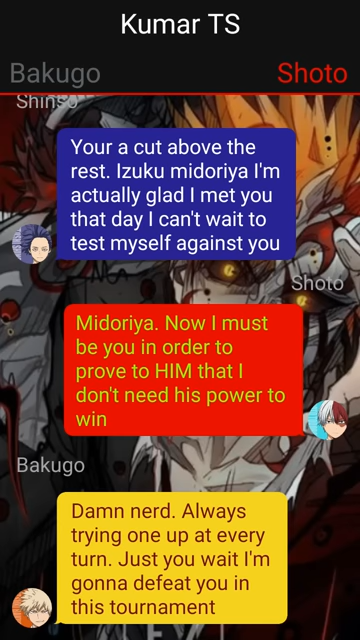 Kumar TS
Bakugo
Shoto
Shinso
Your a cut above the
rest. Izuku midoriya I'm
actually glad I met you
that day I can't wait to
test myself against you
Shoto
Midoriya. Now I must
be you in order to
prove to HIM that I
don't need his power to
win
Bakugo
Damn nerd. Always
trying one up at every
turn. Just you wait I'm
gonna defeat you in
this tournament